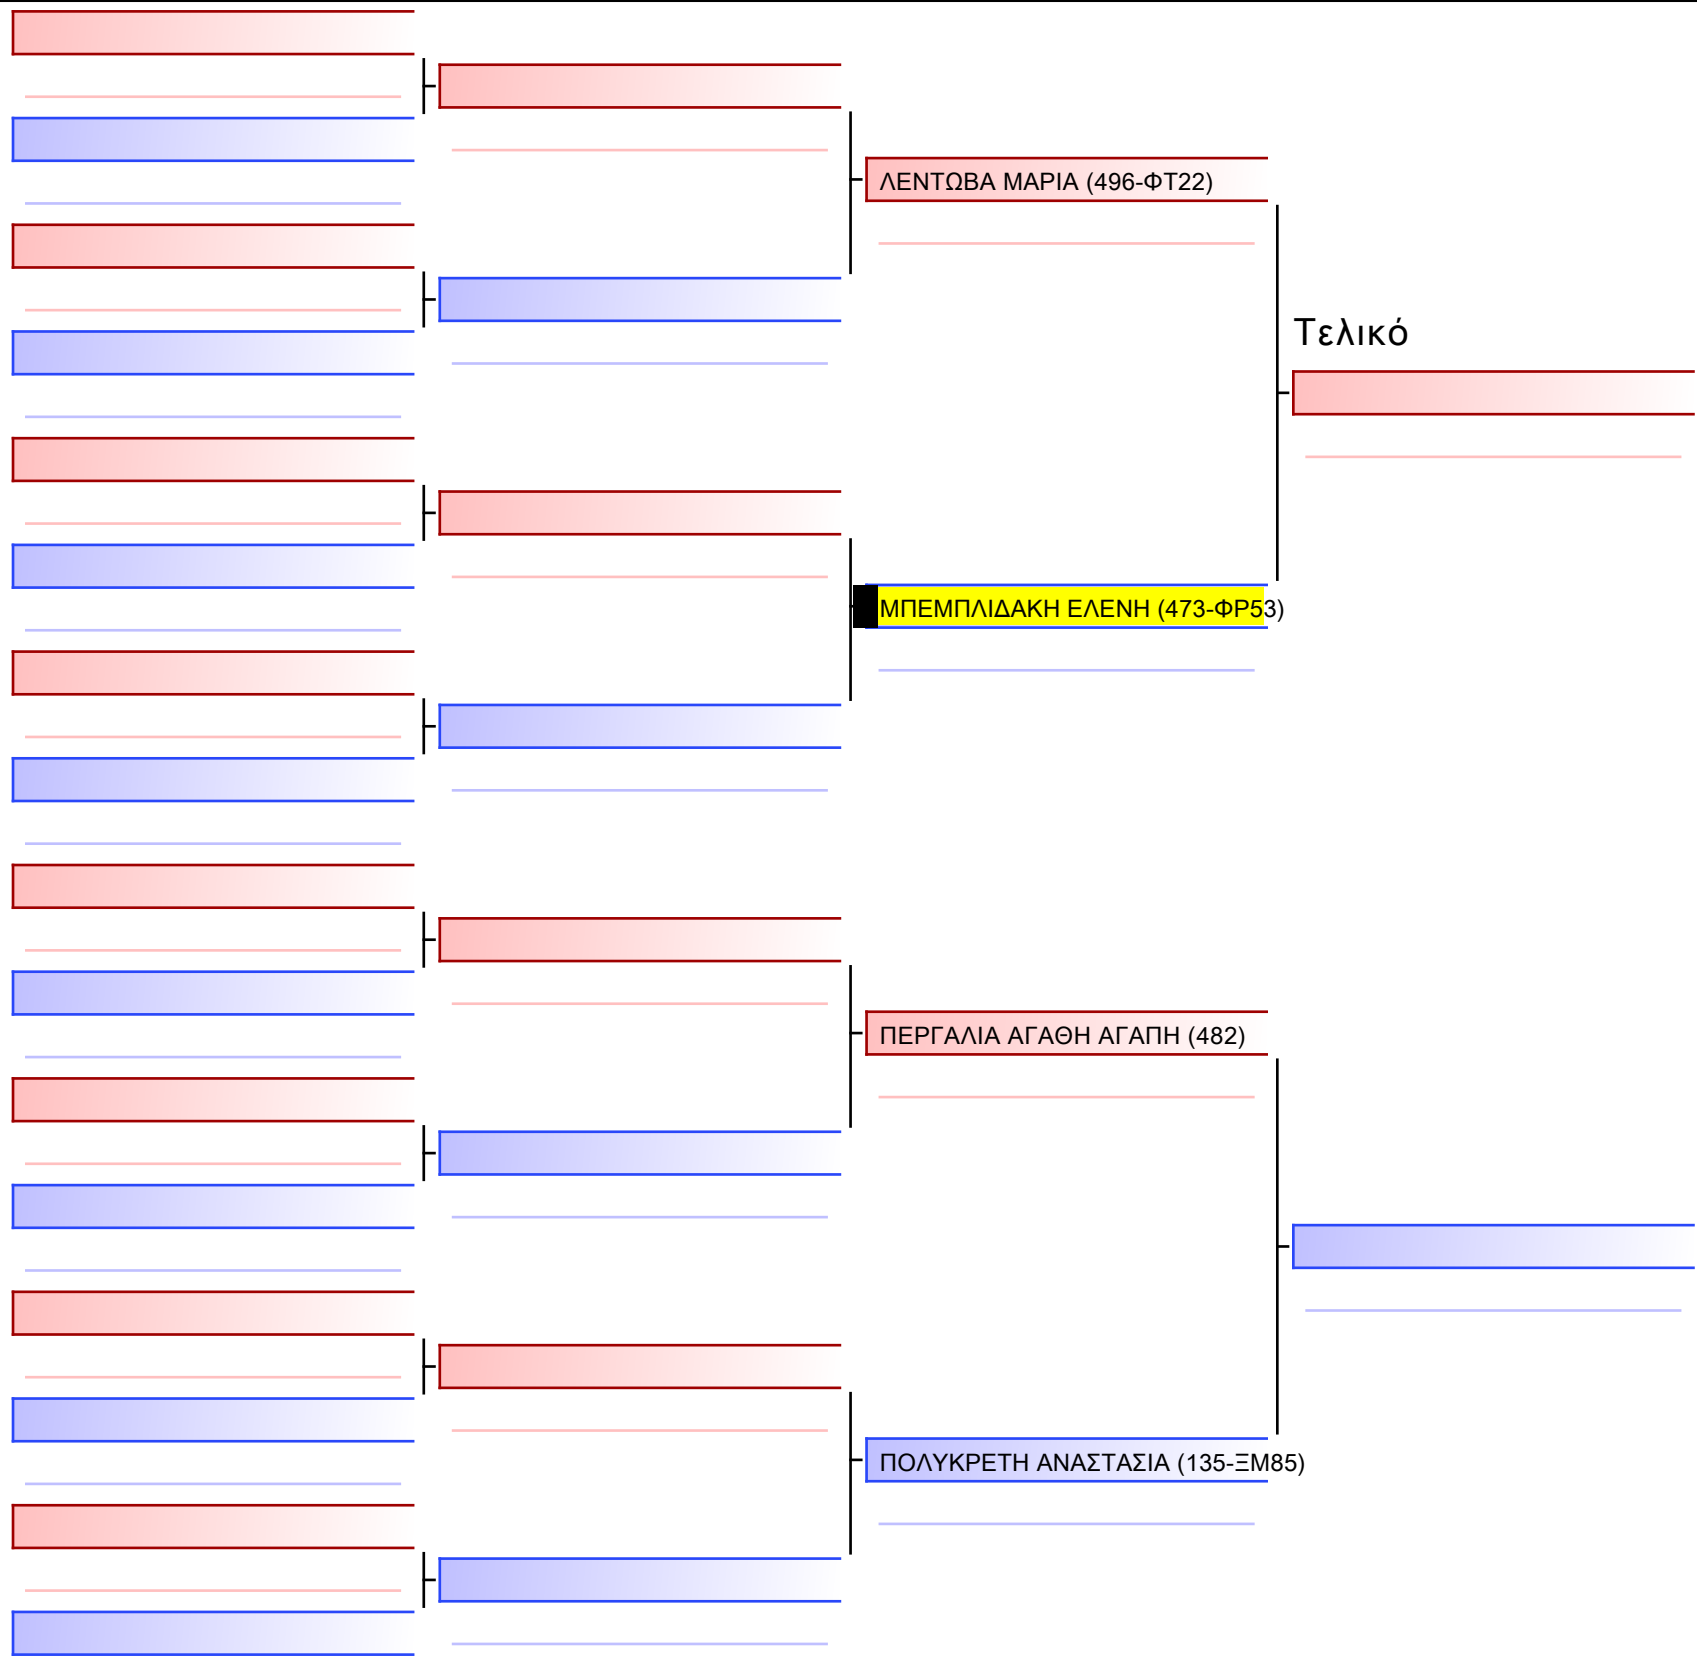 ΛΕΝΤΩΒΑ ΜΑΡΙΑ (496-ΦΤ22)
Τελικό
ΜΠΕΜΠΛΙΔΑΚΗ ΕΛΕΝΗ (473-ΦΡ53)
ΠΕΡΓΑΛΙΑ ΑΓΑΘΗ ΑΓΑΠΗ (482)
ΠΟΛΥΚΡΕΤΗ ΑΝΑΣΤΑΣΙΑ (135-ΞΜ85)